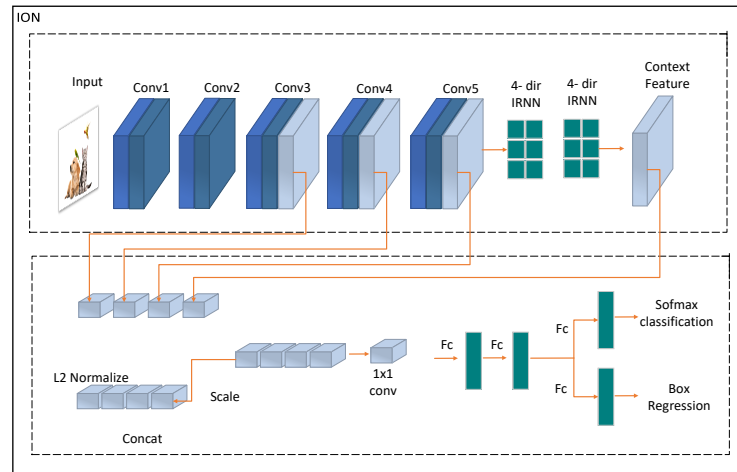 ION
Input
Conv1
Conv2
Conv3
Conv4
Conv5
4- dir
IRNN
4- dir
IRNN
Context
Feature
L2 Normalize
Concat
Scale
1x1
conv
Fc
Fc
Fc
Fc
Sofmax
classification
Box
Regression